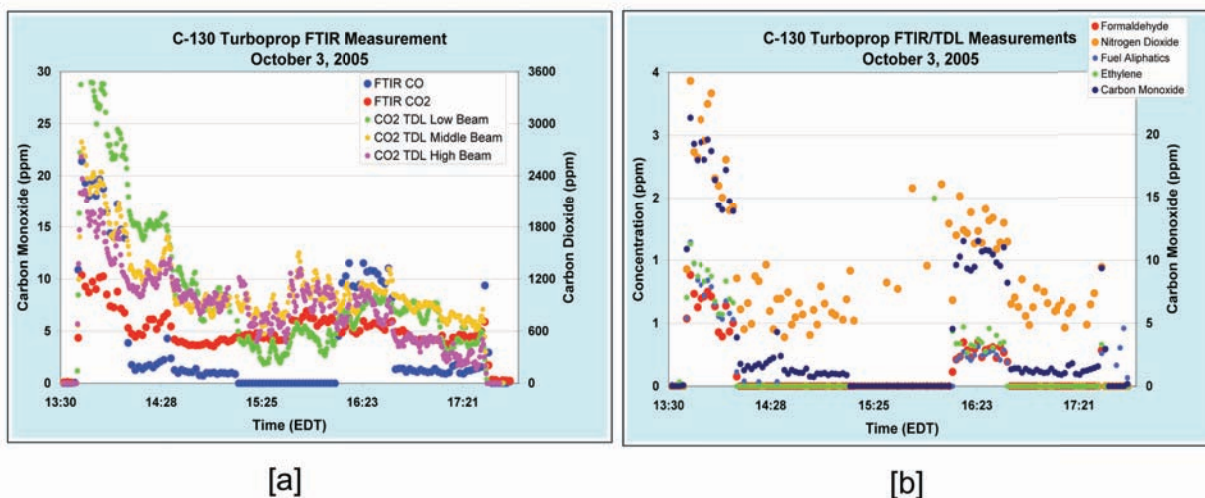 C-130 Turboprop FTIR Measurement
October 3, 2005
FTIR CO
FTIR CO2
CO2 TDL Low Beam
CO2 TDL Middle Beam
CO2 TDL High Beam
Carbon Monoxide (ppm)
30
25
20
15
10
5
0
3600
3000
2400
1800
1200
600
0
Carbon Dioxide (ppm)
13:30 14:28 15:25 16:23 17:21
Time (EDT)
[a]
C-130 Turboprop FTIR/TDL Measurements
October 3, 2005
Formaldehyde
Nitrogen Dioxide
Fuel Aliphatics
Ethylene
Carbon Monoxide
Concentration (ppm)
4
3
2
1
1
0
20
15
10
5
0
Carbon Monoxide (ppm)
13:30 14:28 15:25 16:23 17:21
Time (EDT)
[b]